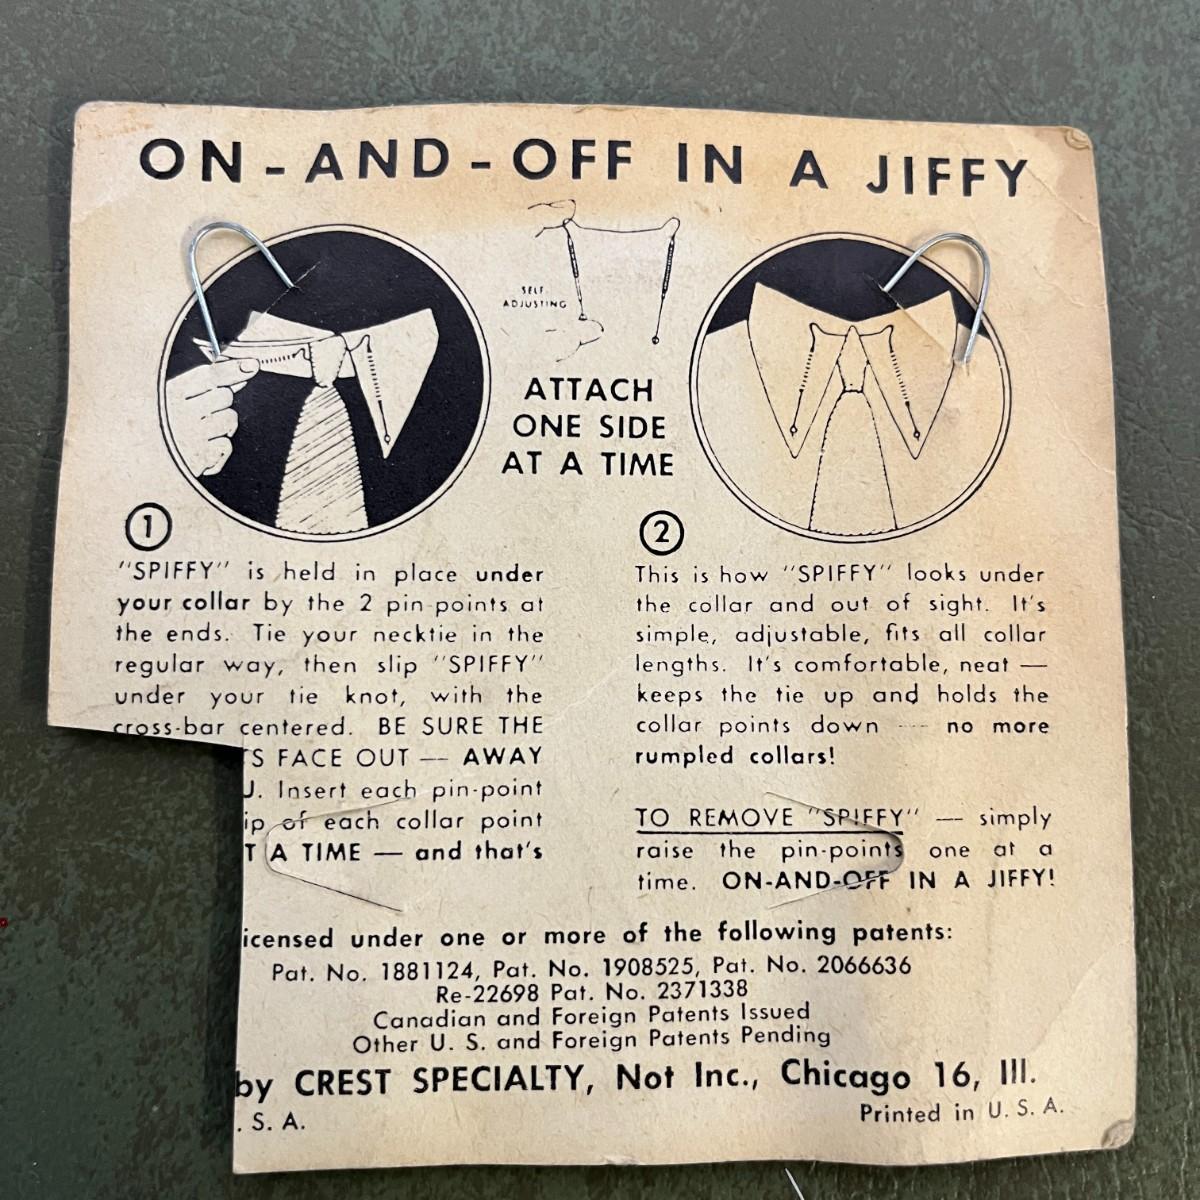 ON-AND-OFF IN A JIFFY
SELF-
ADJUSTING
ATTACH
ONE SIDE
AT A TIME
1
"SPIFFY" is held in place under
your collar by the 2 pin-points at
the ends. Tie your necktie in the
regular way, then slip "SPIFFY"
under your tie knot, with the
cross-bar centered. BE SURE THE
FACE OUT — AWAY
Insert each pin-point
of each collar point
A TIME — and that's
2
This is how "SPIFFY" looks under
the collar and out of sight. It's
simple, adjustable, fits all collar
lengths. It's comfortable, neat —
keeps the tie up and holds the
collar points down — no more
rumpled collars!
TO REMOVE "SPIFFY" — simply
raise the pin-points one at a
time. ON-AND-OFF IN A JIFFY!
icensed under one or more of the following patents:
Pat. No. 1881124, Pat. No. 1908525, Pat. No. 2066636
Re-22698 Pat. No. 2371338
Canadian and Foreign Patents Issued
Other U. S. and Foreign Patents Pending
by CREST SPECIALTY, Not Inc., Chicago 16, Ill.
. S. A.
Printed in U. S. A.